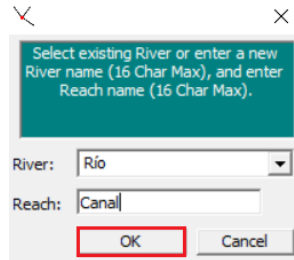 Select existing River or enter a new
River name (16 Char Max), and enter
Reach name (16 Char Max).
River: Río
Reach: Canal
OK Cancel